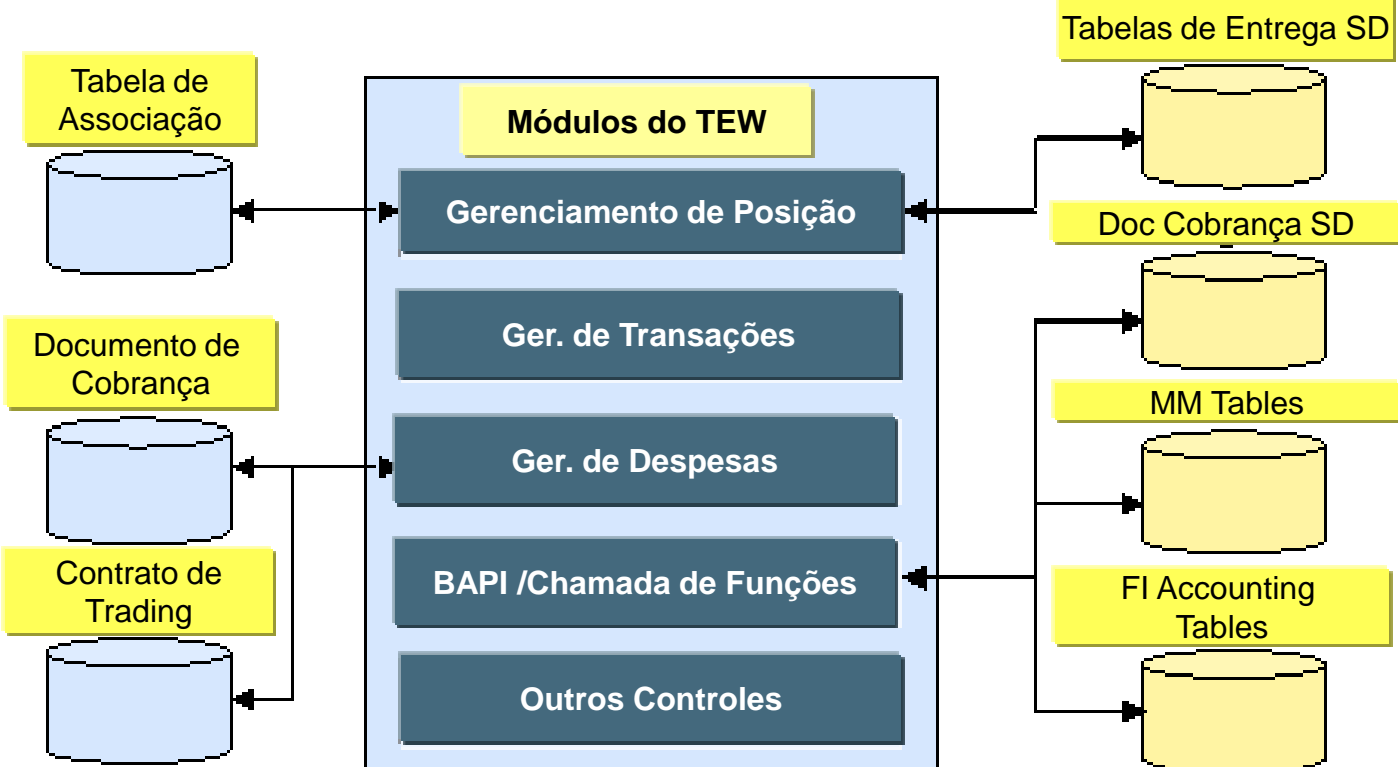 Tabela de
Associação
Documento de
Cobrança
Contrato de
Trading
Módulos do TEW
Gerenciamento de Posição
Ger. de Transações
Ger. de Despesas
BAPI /Chamada de Funções
Outros Controles
Tabelas de Entrega SD
Doc Cobrança SD
MM Tables
FI Accounting
Tables